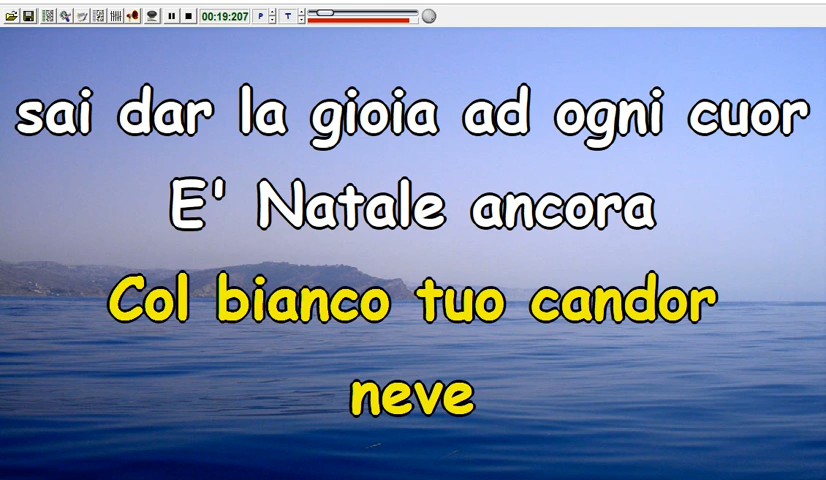 00:19:207 P T
sai dar la gioia ad ogni cuor
E' Natale ancora
Col bianco tuo candor
neve